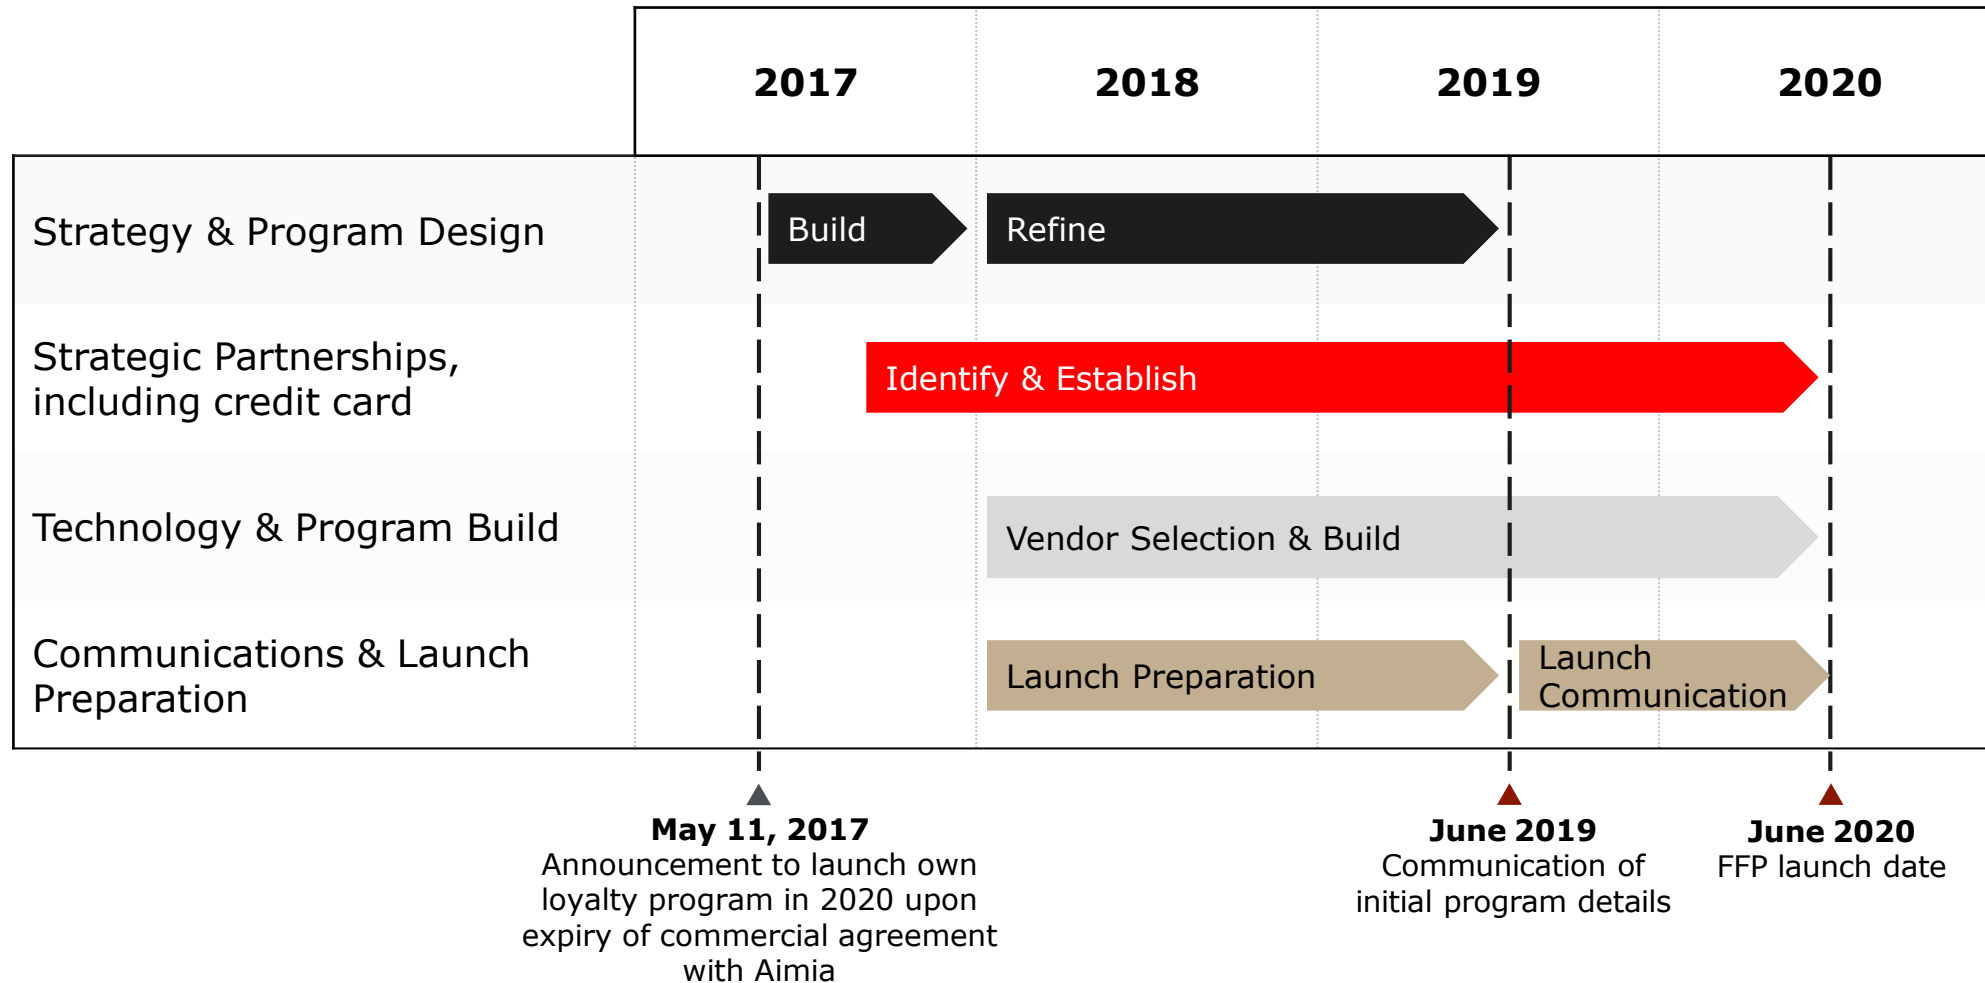 2017 2018 2019 2020
Strategy & Program Design
Build
Refine
Strategic Partnerships,
including credit card
Identify & Establish
Technology & Program Build
Vendor Selection & Build
Communications & Launch
Preparation
Launch Preparation
Launch
Communication
May 11, 2017
Announcement to launch own
loyalty program in 2020 upon
expiry of commercial agreement
with Aimia
June 2019
Communication of
initial program details
June 2020
FFP launch date